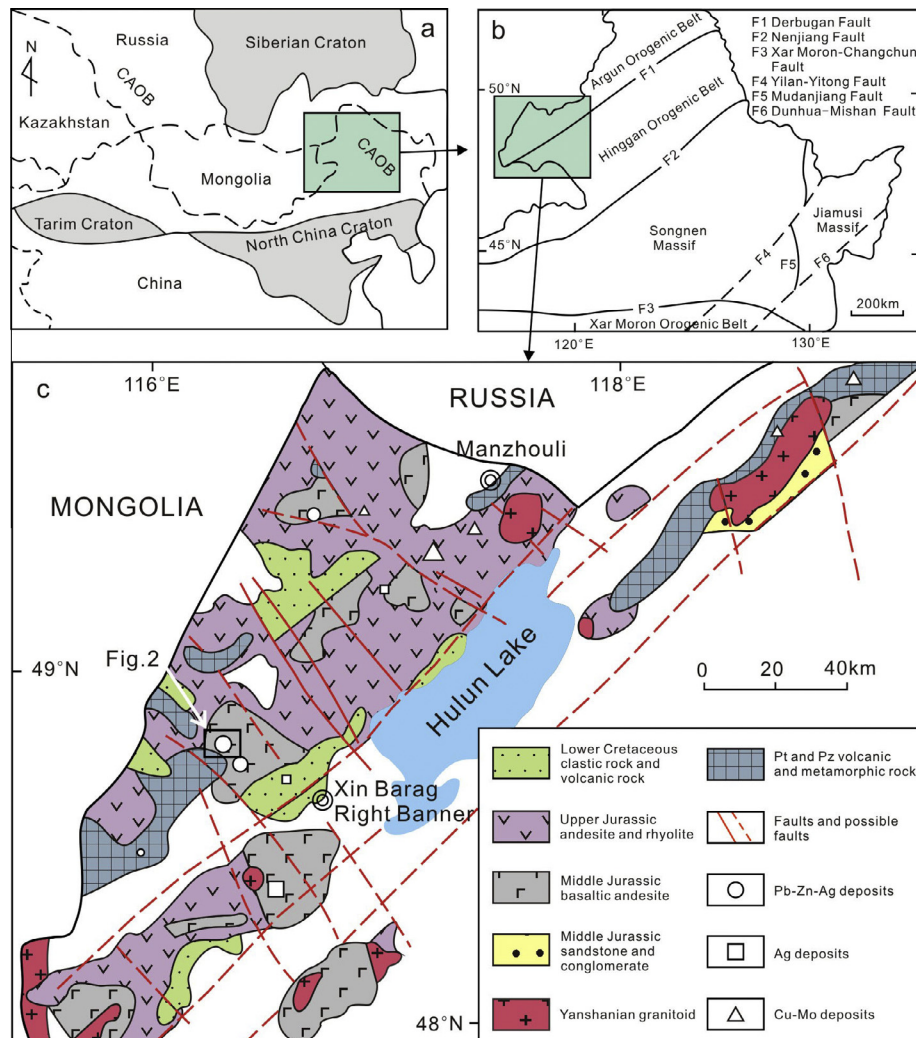 a
N
Russia
Siberian Craton
CAOB
Kazakhstan
CAOB
Mongolia
Tarim Craton
North China Craton
China
b
F1 Derbugan Fault
F2 Nenjiang Fault
F3 Xar Moron-Changchun
Fault
F4 Yilan-Yitong Fault
F5 Mudanjiang Fault
F6 Dunhua-Mishan Fault
50°N
Argun Orogenic Belt
F1
Hinggan Orogenic Belt
F2
Songnen
Massif
Jiamusi
Massif
45°N
F4
F5
F6
F3
Xar Moron Orogenic Belt
200km
120°E
130°E
116°E
118°E
c
RUSSIA
Manzhouli
MONGOLIA
49°N
Fig.2
Hulun Lake
0 20 40km
Xin Barag
Right Banner
48°N
Lower Cretaceous
clastic rock and
volcanic rock
Upper Jurassic
andesite and rhyolite
Middle Jurassic
basaltic andesite
Middle Jurassic
sandstone and
conglomerate
Yanshanian granitoid
Pt and Pz volcanic
and metamorphic rock
Faults and possible
faults
Pb-Zn-Ag deposits
Ag deposits
Cu-Mo deposits